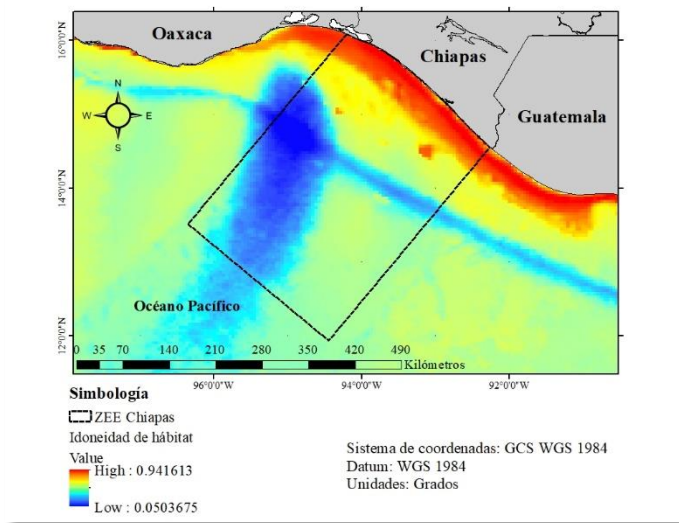 Oaxaca
Chiapas
Guatemala
Océano Pacífico
N
W E
S
16°0'0"N
14°0'0"N
12°0'0"N
0 35 70 140 210 280 350 420 490
Kilómetros
96°0'0"W 94°0'0"W 92°0'0"W
Simbología
ZEE Chiapas
Idoneidad de hábitat
Value
High : 0.941613
Low : 0.0503675
Sistema de coordenadas: GCS WGS 1984
Datum: WGS 1984
Unidades: Grados